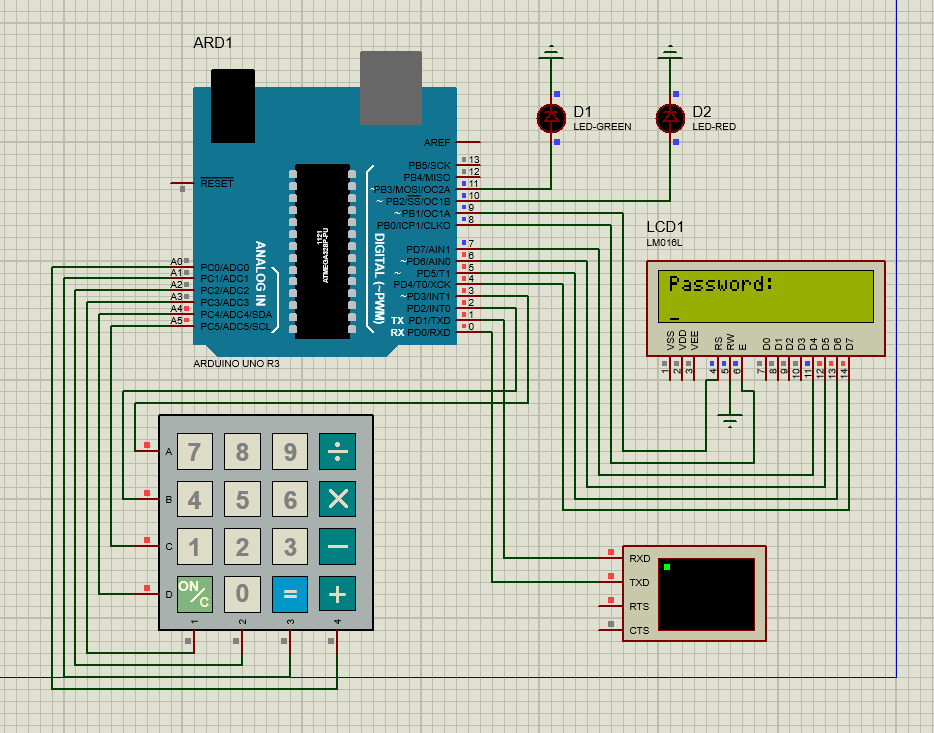 ARD1
ARDUINO UNO R3
RESET
AREF
PB5/SCK 13
PB4/MISO 12
~PB3/MOSI/OC2A 11
~ PB2/SS/OC1B 10
~ PB1/OC1A 9
PB0/ICP1/CLKO 8
PD7/AIN1 7
~ PD6/AIN0 6
~ PD5/T1 5
PD4/T0/XCK 4
~PD3/INT1 3
PD2/INT0 2
TX PD1/TXD 1
RX PD0/RXD 0
DIGITAL (~PWM)
1121
ATMEGA328P-PU
ANALOG IN
A0 PC0/ADC0
A1 PC1/ADC1
A2 PC2/ADC2
A3 PC3/ADC3
A4 PC4/ADC4/SDA
A5 PC5/ADC5/SCL
D1
LED-GREEN
D2
LED-RED
LCD1
LM016L
Password:
_
VSS VDD VEE RS RW E D0 D1 D2 D3 D4 D5 D6 D7
1 2 3 4 5 6 7 8 9 10 11 12 13 14
A 7 8 9 ÷
B 4 5 6 ×
C 1 2 3 −
D ON/C 0 = +
1 2 3 4
RXD
TXD
RTS
CTS